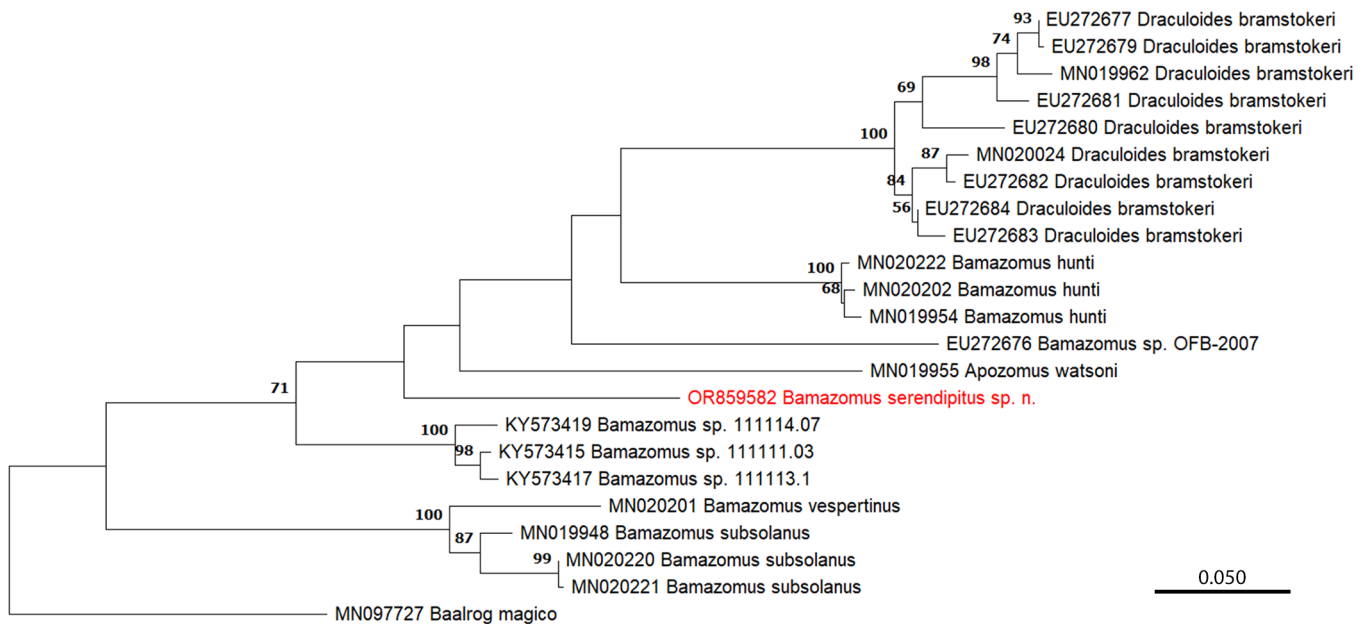 93 EU272677 Draculoides bramstokeri
74 EU272679 Draculoides bramstokeri
98 MN019962 Draculoides bramstokeri
69 EU272681 Draculoides bramstokeri
EU272680 Draculoides bramstokeri
100
87 MN020024 Draculoides bramstokeri
84 EU272682 Draculoides bramstokeri
56 EU272684 Draculoides bramstokeri
EU272683 Draculoides bramstokeri
100 MN020222 Bamazomus hunti
68 MN020202 Bamazomus hunti
MN019954 Bamazomus hunti
EU272676 Bamazomus sp. OFB-2007
MN019955 Apozomus watsoni
71
OR859582 Bamazomus serendipitus sp. n.
100 KY573419 Bamazomus sp. 111114.07
98 KY573415 Bamazomus sp. 111111.03
KY573417 Bamazomus sp. 111113.1
100 MN020201 Bamazomus vespertinus
87 MN019948 Bamazomus subsolanus
99 MN020220 Bamazomus subsolanus
MN020221 Bamazomus subsolanus
0.050
MN097727 Baalrog magico